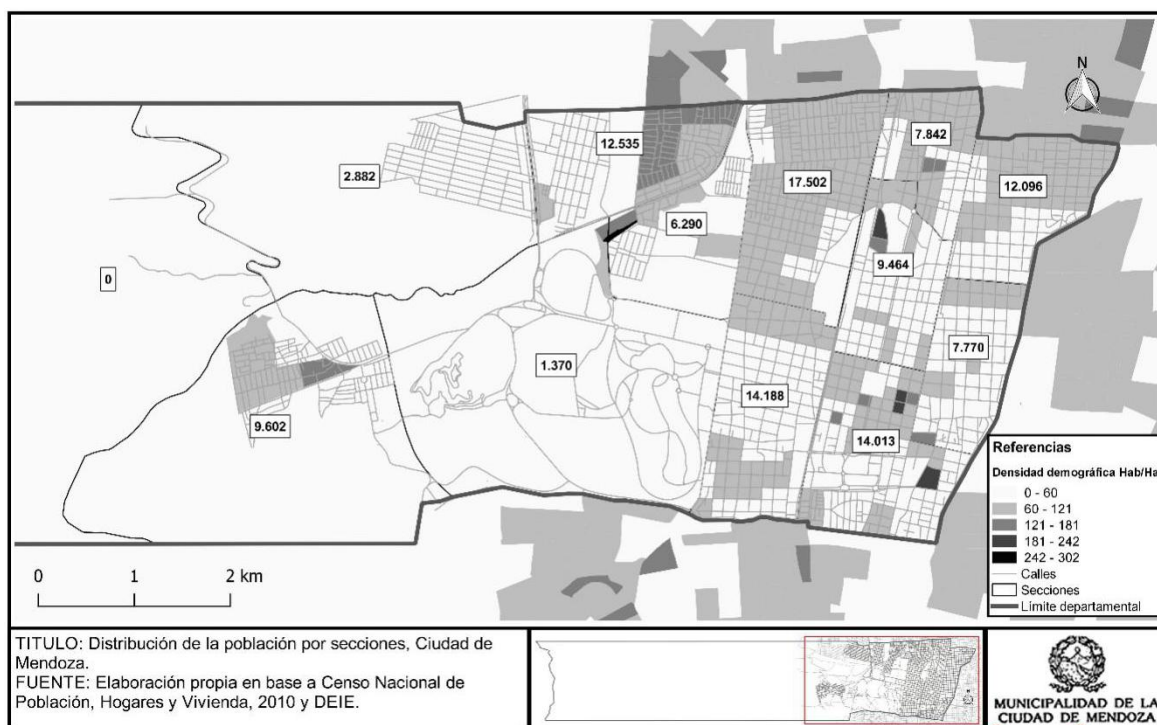 N
7.842
12.535
2.882
17.502
12.096
6.290
9.464
0
7.770
1.370
14.188
9.602
14.013
Referencias
Densidad demográfica Hab/Ha
0 - 60
60 - 121
121 - 181
181 - 242
242 - 302
Calles
Secciones
Límite departamental
0 1 2 km
TITULO: Distribución de la población por secciones, Ciudad de
Mendoza.
FUENTE: Elaboración propia en base a Censo Nacional de
Población, Hogares y Vivienda, 2010 y DEIE.
MUNICIPALIDAD DE LA
CIUDAD DE MENDOZA